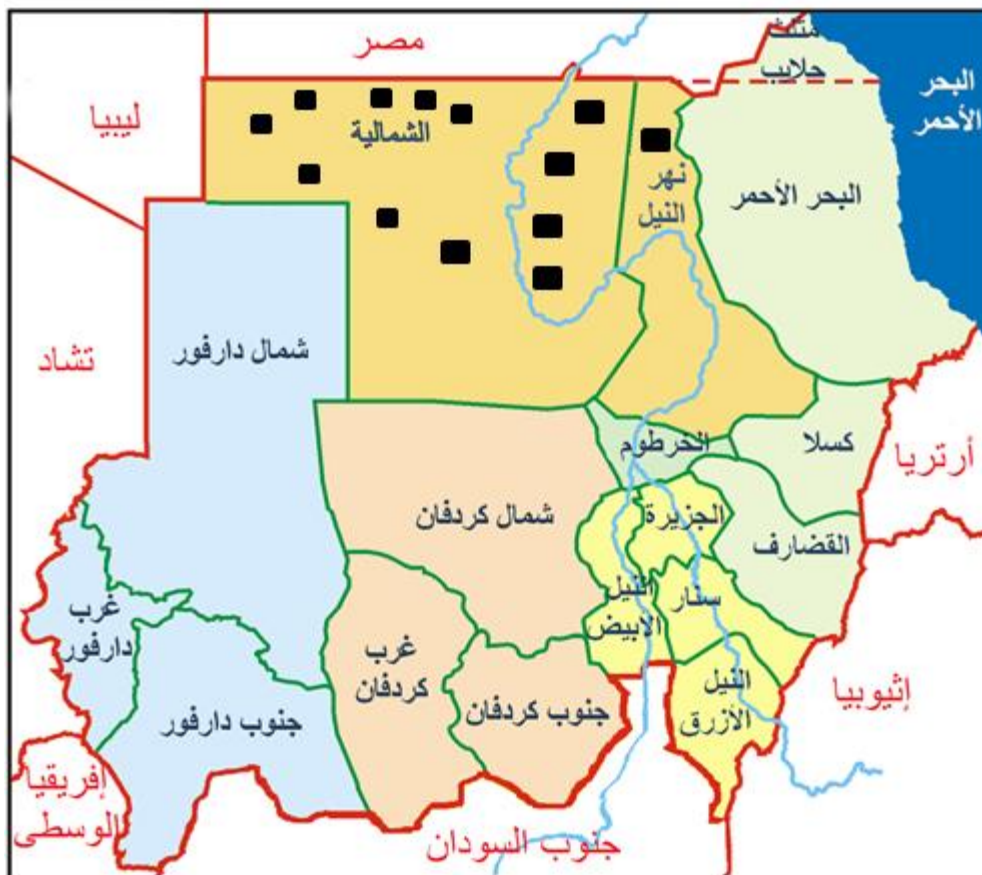 مصر
مثلث
حلايب
البحر
الأحمر
ليبيا
الشمالية
نهر
النيل
البحر الأحمر
تشاد
شمال دارفور
الخرطوم
كسلا
أرتريا
شمال كردفان
الجزيرة
القضارف
غرب
دارفور
النيل
الابيض
سنار
غرب
كردفان
النيل
الأزرق
إثيوبيا
جنوب دارفور
جنوب كردفان
إفريقيا
الوسطى
جنوب السودان